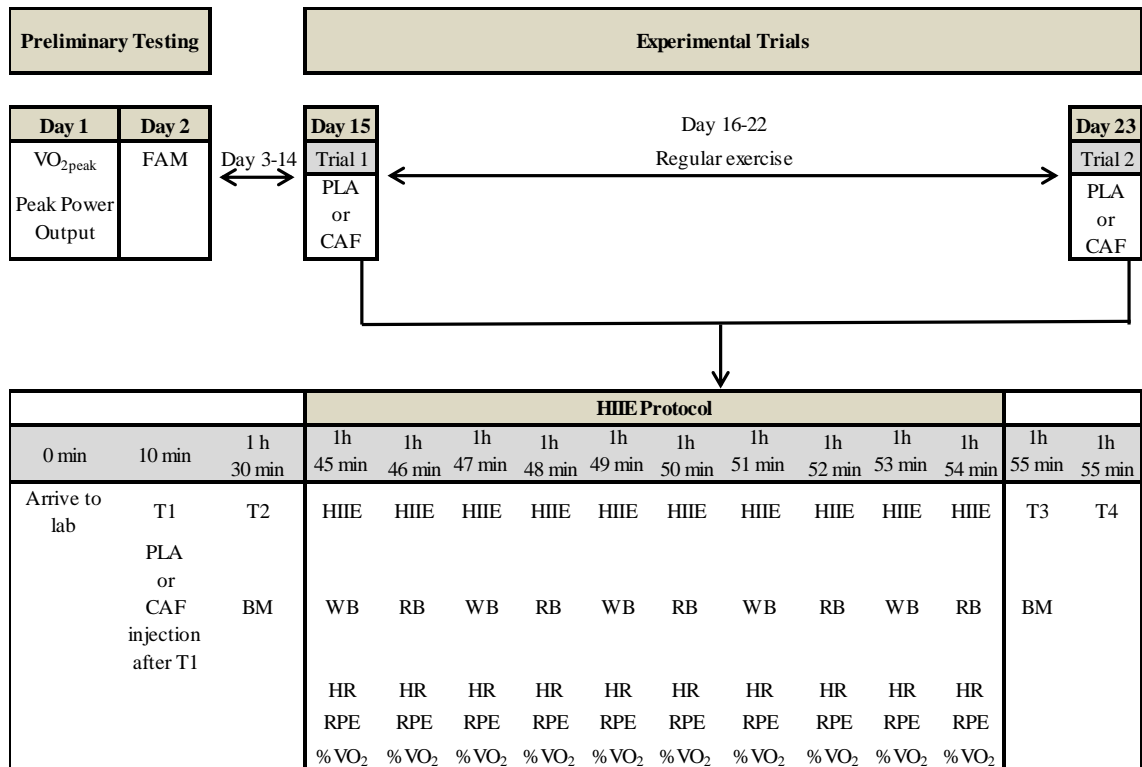 Preliminary Testing
Experimental Trials
Day 1 Day 2
VO2peak FAM
Peak Power
Output
Day 3-14
Day 15
Trial 1
PLA
or
CAF
Day 16-22
Regular exercise
Day 23
Trial 2
PLA
or
CAF
HIIE Protocol
0 min 10 min 1 h 30 min 1h 45 min 1h 46 min 1h 47 min 1h 48 min 1h 49 min 1h 50 min 1h 51 min 1h 52 min 1h 53 min 1h 54 min 1h 55 min 1h 55 min
Arrive to
lab
T1 T2 HIIE HIIE HIIE HIIE HIIE HIIE HIIE HIIE HIIE HIIE T3 T4
PLA
or
CAF
injection
after T1
BM WB RB WB RB WB RB WB RB WB RB BM
HR HR HR HR HR HR HR HR HR HR
RPE RPE RPE RPE RPE RPE RPE RPE RPE RPE
%VO2 %VO2 %VO2 %VO2 %VO2 %VO2 %VO2 %VO2 %VO2 %VO2